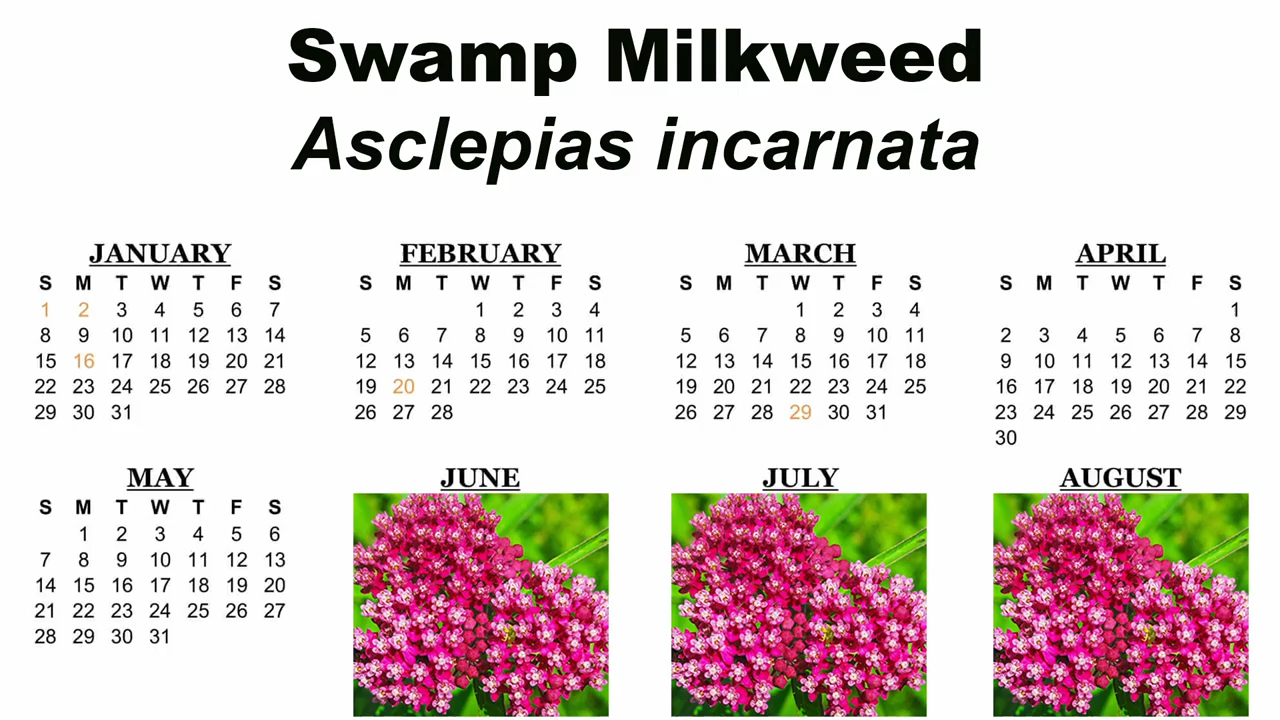 Swamp Milkweed
Asclepias incarnata
JANUARY FEBRUARY MARCH APRIL
S M T W T F S S M T W T F S S M T W T F S S M T W T F S
1 2 3 4 5 6 7 1 2 3 4 1 2 3 4 1
8 9 10 11 12 13 14 5 6 7 8 9 10 11 5 6 7 8 9 10 11 2 3 4 5 6 7 8
15 16 17 18 19 20 21 12 13 14 15 16 17 18 12 13 14 15 16 17 18 9 10 11 12 13 14 15
22 23 24 25 26 27 28 19 20 21 22 23 24 25 19 20 21 22 23 24 25 16 17 18 19 20 21 22
29 30 31 26 27 28 26 27 28 29 30 31 23 24 25 26 27 28 29
30
MAY JUNE JULY AUGUST
S M T W T F S
1 2 3 4 5 6
7 8 9 10 11 12 13
14 15 16 17 18 19 20
21 22 23 24 25 26 27
28 29 30 31